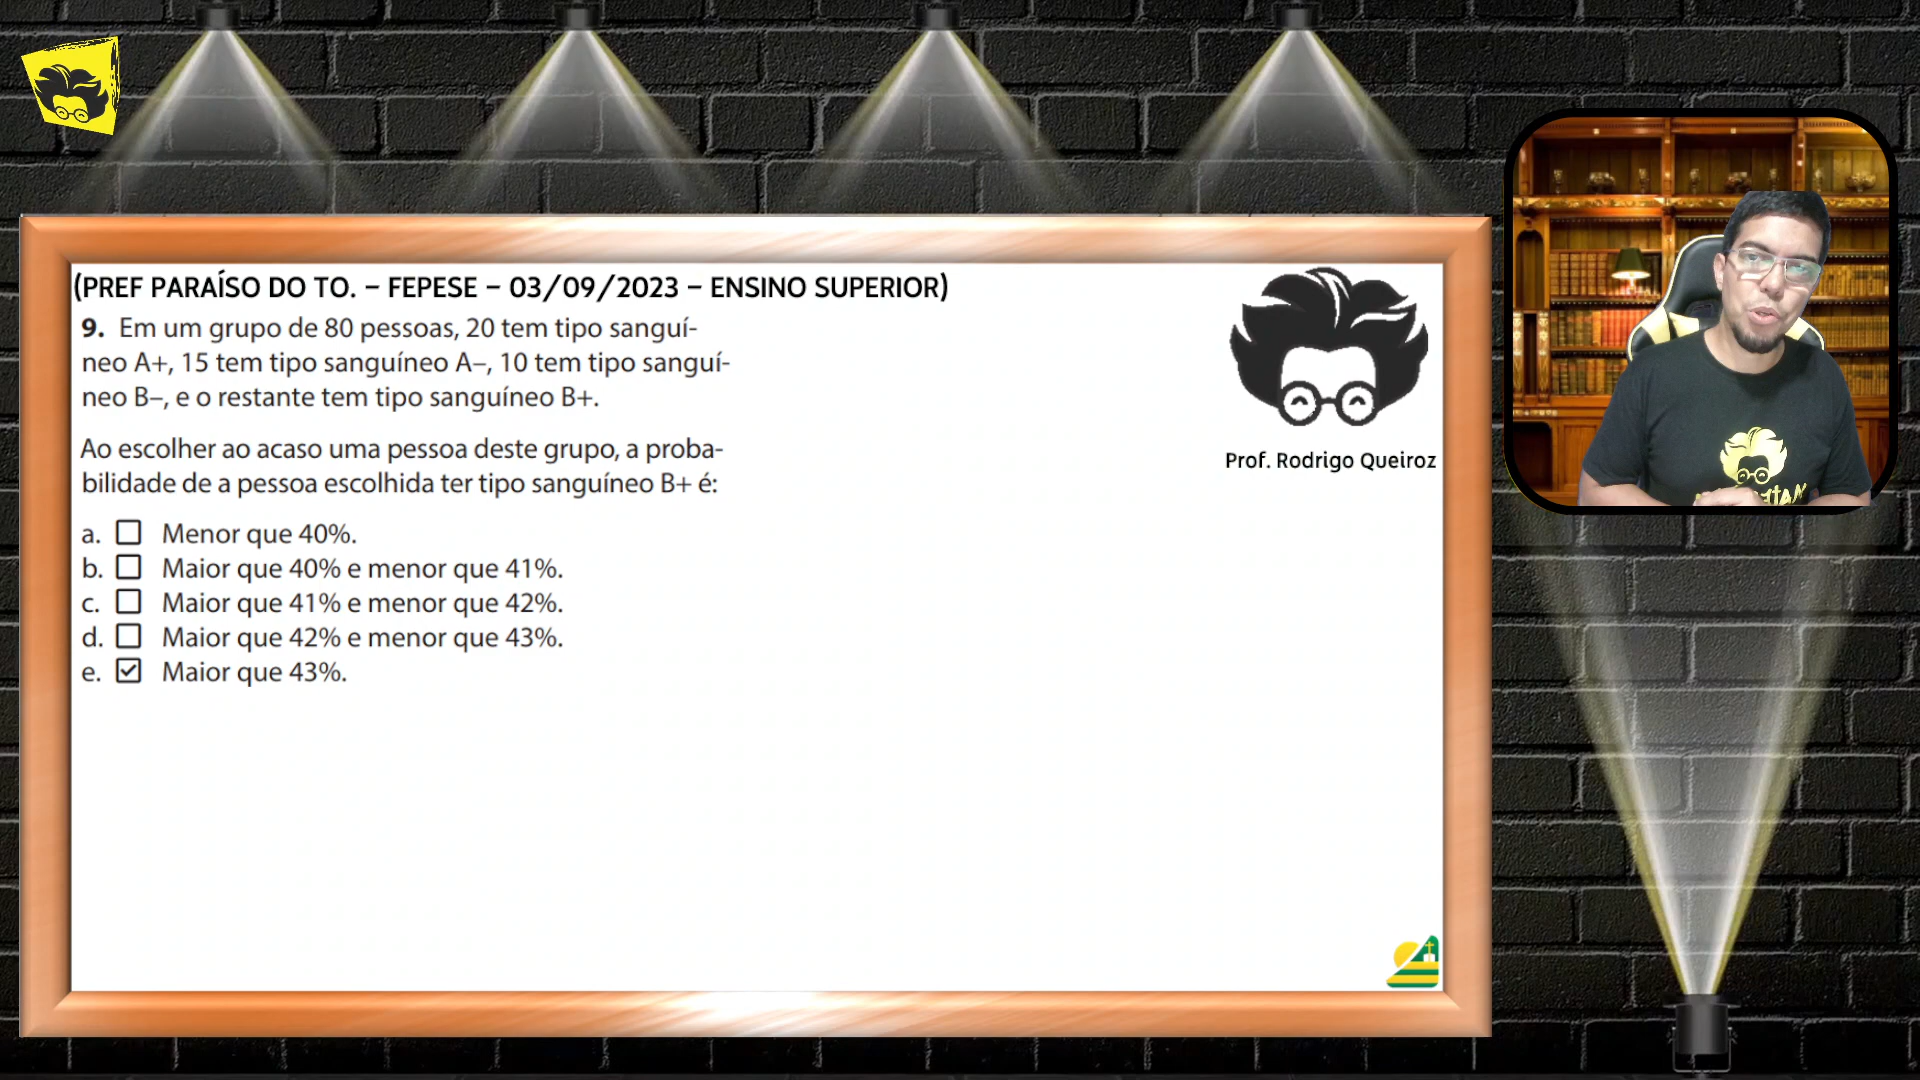 (PREF PARAÍSO DO TO. – FEPESE – 03/09/2023 – ENSINO SUPERIOR)
9. Em um grupo de 80 pessoas, 20 tem tipo sanguí-
neo A+, 15 tem tipo sanguíneo A–, 10 tem tipo sanguí-
neo B–, e o restante tem tipo sanguíneo B+.
Ao escolher ao acaso uma pessoa deste grupo, a proba-
bilidade de a pessoa escolhida ter tipo sanguíneo B+ é:
a. Menor que 40%.
b. Maior que 40% e menor que 41%.
c. Maior que 41% e menor que 42%.
d. Maior que 42% e menor que 43%.
e. Maior que 43%.
Prof. Rodrigo Queiroz